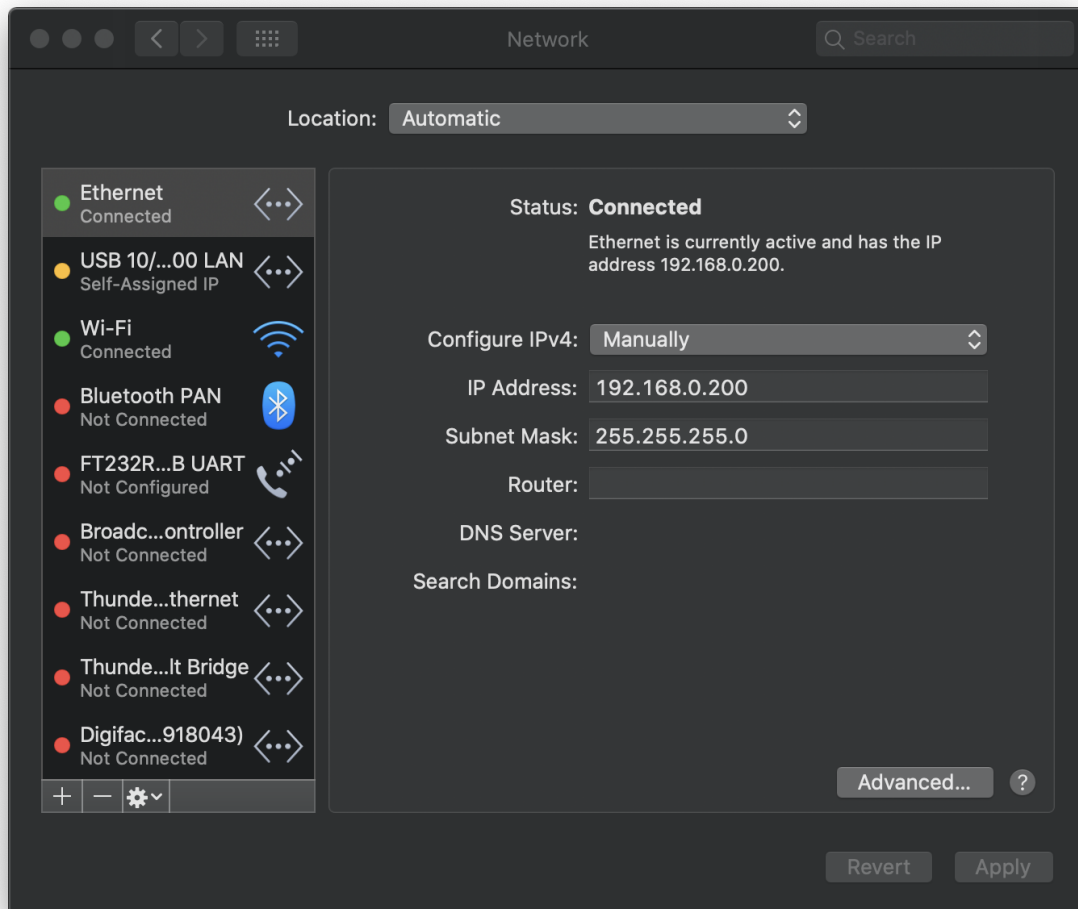 Network
Search
Location: Automatic
Ethernet
Connected
USB 10/...00 LAN
Self-Assigned IP
Wi-Fi
Connected
Bluetooth PAN
Not Connected
FT232R...B UART
Not Configured
Broadc...ontroller
Not Connected
Thunde...thernet
Not Connected
Thunde...lt Bridge
Not Connected
Digifac...918043)
Not Connected
Status: Connected
Ethernet is currently active and has the IP
address 192.168.0.200.
Configure IPv4: Manually
IP Address: 192.168.0.200
Subnet Mask: 255.255.255.0
Router:
DNS Server:
Search Domains:
Advanced...
?
Revert
Apply